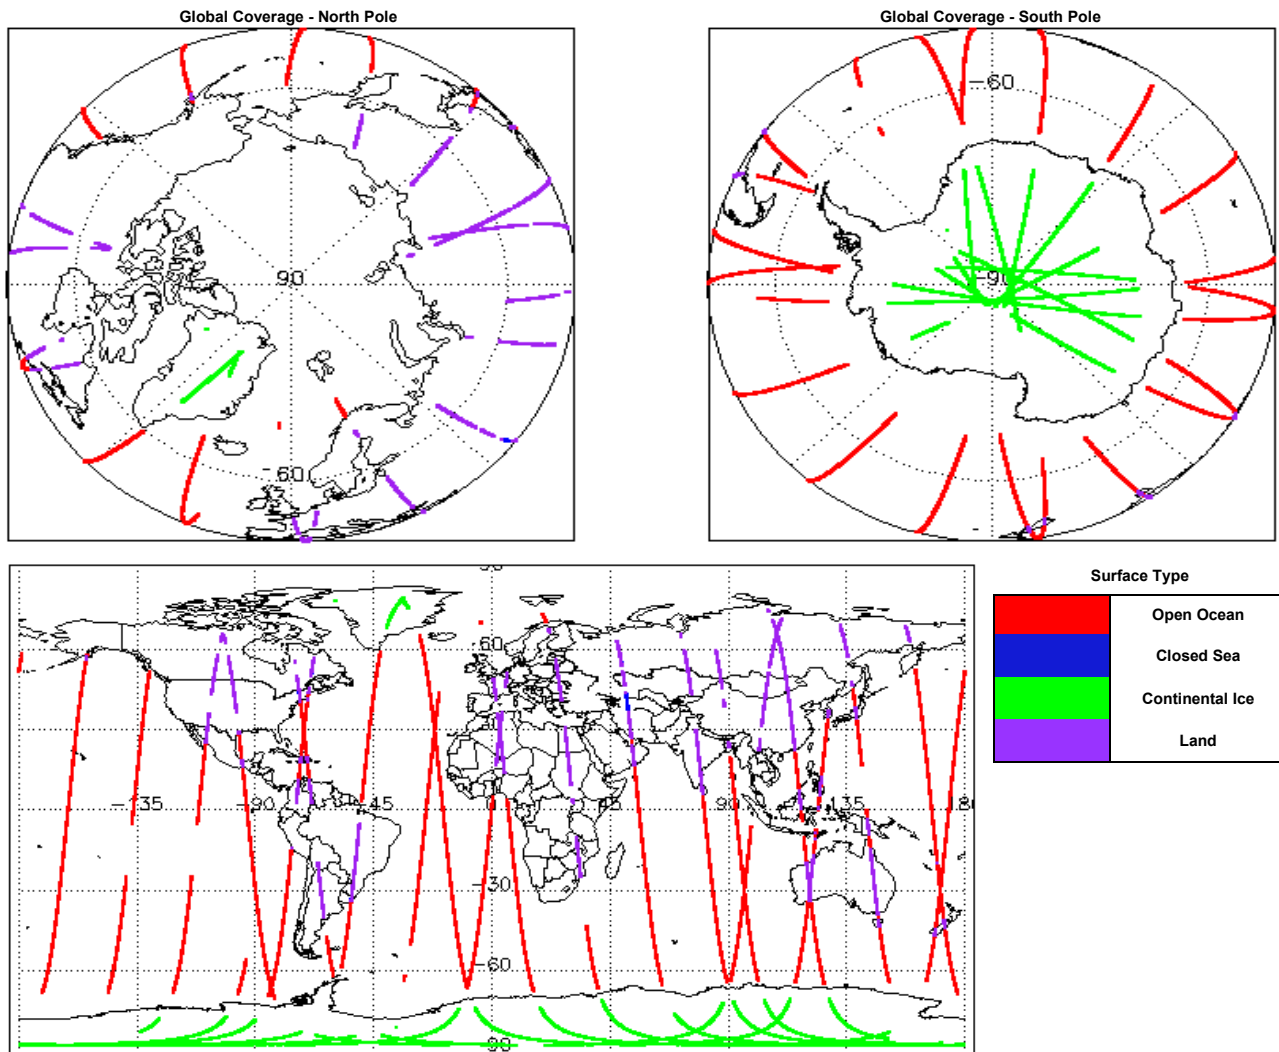 Global Coverage - North Pole
Global Coverage - South Pole
90
60
-60
-90
60
-135
-90
-45
45
90
135
-30
-60
Surface Type
Open Ocean
Closed Sea
Continental Ice
Land